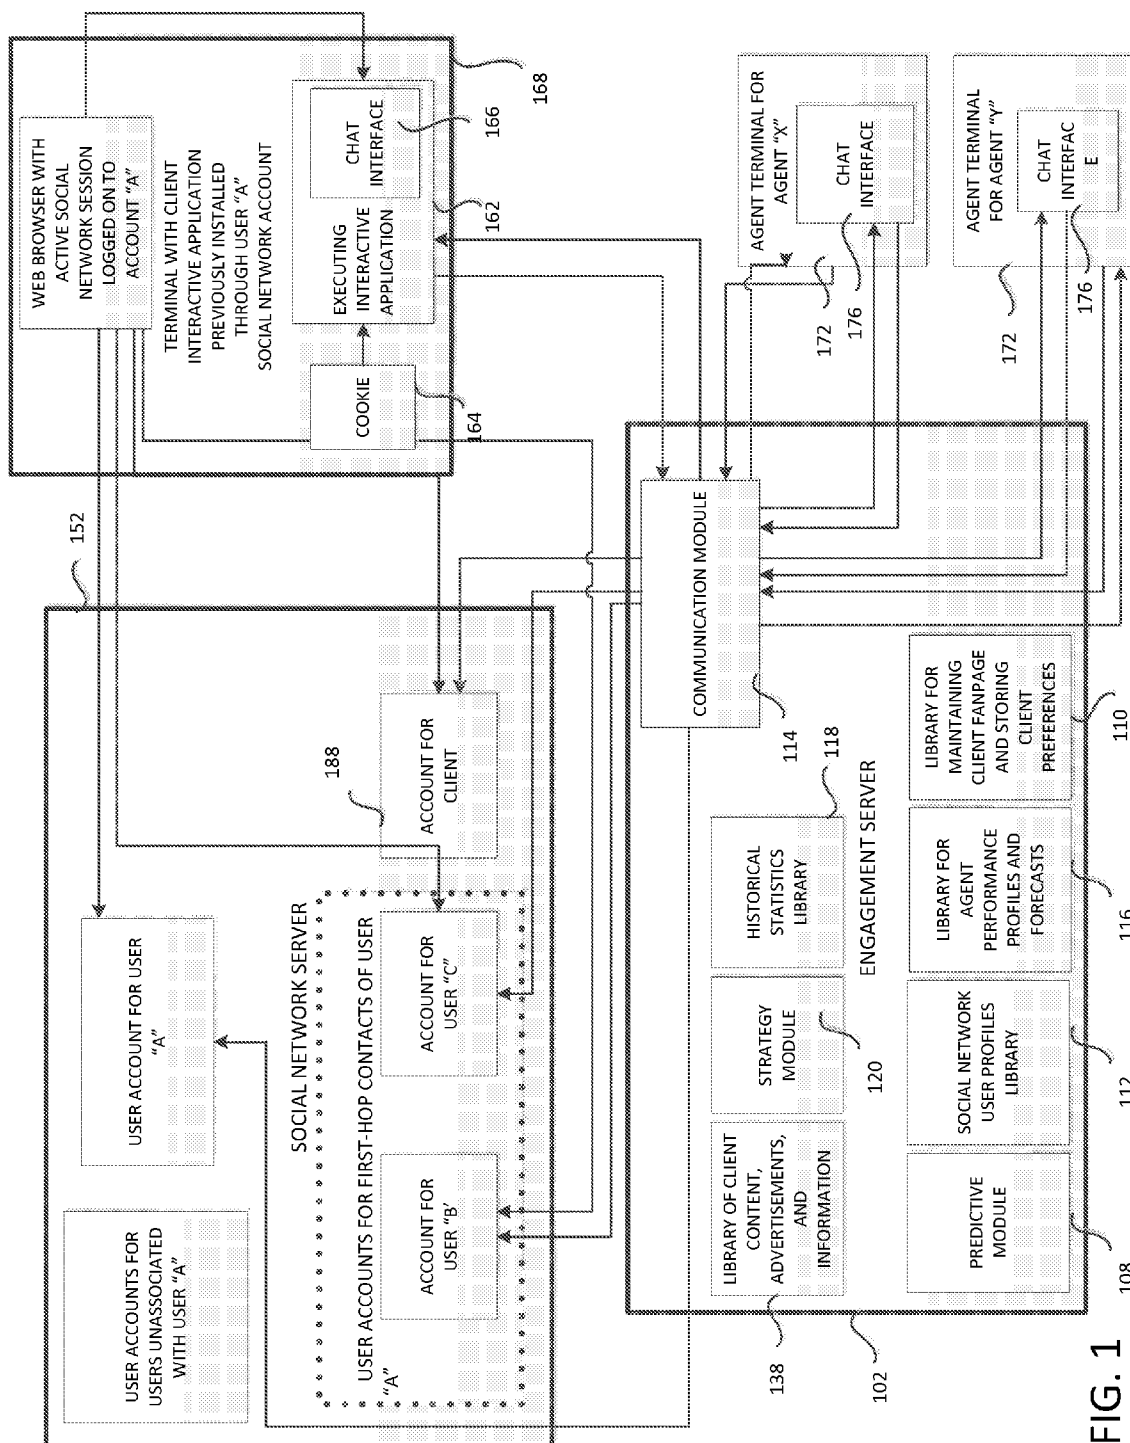 WEB BROWSER WITH
ACTIVE SOCIAL
NETWORK SESSION
LOGGED ON TO
ACCOUNT "A"
TERMINAL WITH CLIENT
INTERACTIVE APPLICATION
PREVIOUSLY INSTALLED
THROUGH USER "A"
SOCIAL NETWORK ACCOUNT
COOKIE
164
EXECUTING
INTERACTIVE
APPLICATION
162
CHAT
INTERFACE
166
168
152
USER ACCOUNTS FOR
USERS UNASSOCIATED
WITH USER "A"
USER ACCOUNT FOR USER
"A"
SOCIAL NETWORK SERVER
USER ACCOUNTS FOR FIRST-HOP CONTACTS OF USER
"A"
ACCOUNT FOR
USER "B'
ACCOUNT FOR
USER "C"
188
ACCOUNT FOR
CLIENT
COMMUNICATION MODULE
114
LIBRARY OF CLIENT
CONTENT,
ADVERTISEMENTS,
AND
INFORMATION
138
STRATEGY
MODULE
120
HISTORICAL
STATISTICS
LIBRARY
118
ENGAGEMENT SERVER
PREDICTIVE
MODULE
108
SOCIAL NETWORK
USER PROFILES
LIBRARY
112
LIBRARY FOR
AGENT
PERFORMANCE
PROFILES AND
FORECASTS
116
LIBRARY FOR
MAINTAINING
CLIENT FANPAGE
AND STORING
CLIENT
PREFERENCES
110
102
AGENT TERMINAL FOR
AGENT "X"
CHAT
INTERFACE
172
176
AGENT TERMINAL
FOR AGENT "Y"
CHAT
INTERFAC
E
172
176
FIG. 1